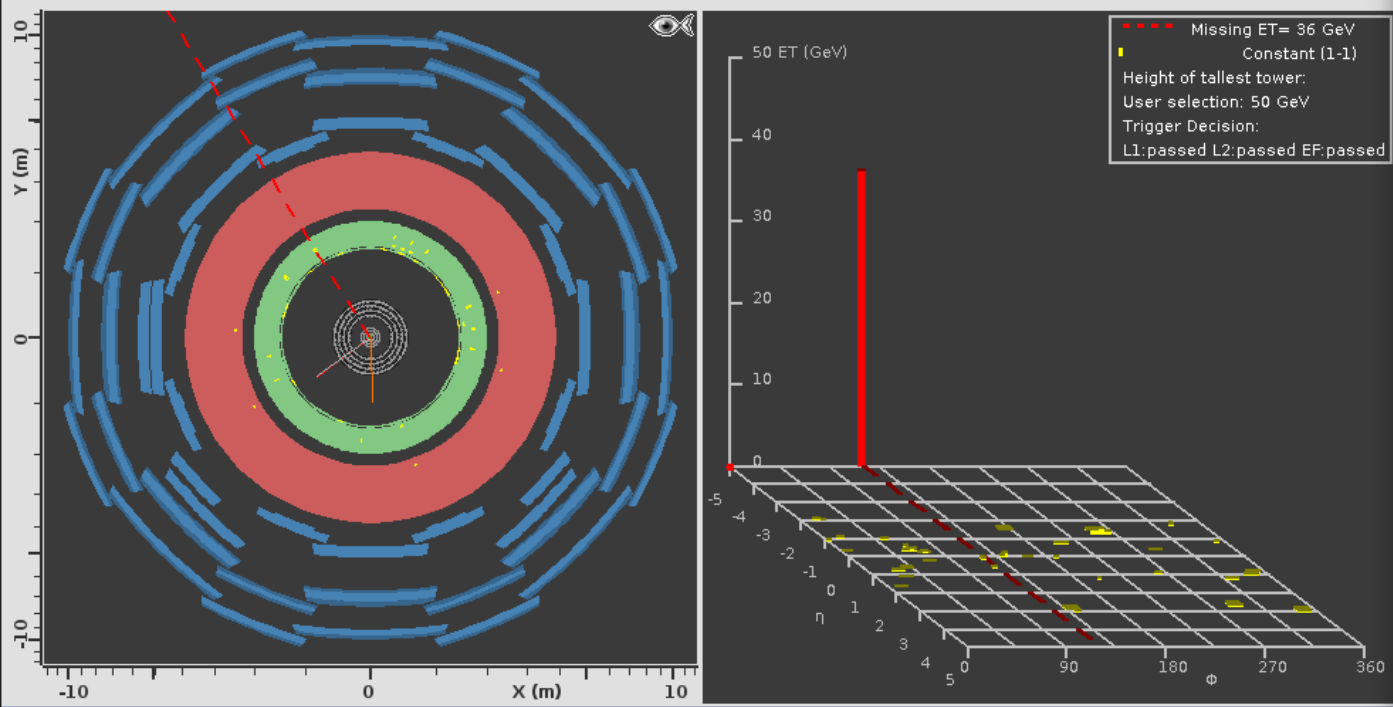 10
Y (m)
0
-10
-10
0
X (m)
10
50 ET (GeV)
40
30
20
10
0
Missing ET= 36 GeV
Constant (1-1)
Height of tallest tower:
User selection: 50 GeV
Trigger Decision:
L1:passed L2:passed EF:passed
-5
-4
-3
-2
-1
0
1
2
3
4
5
η
0
90
180
270
360
Φ